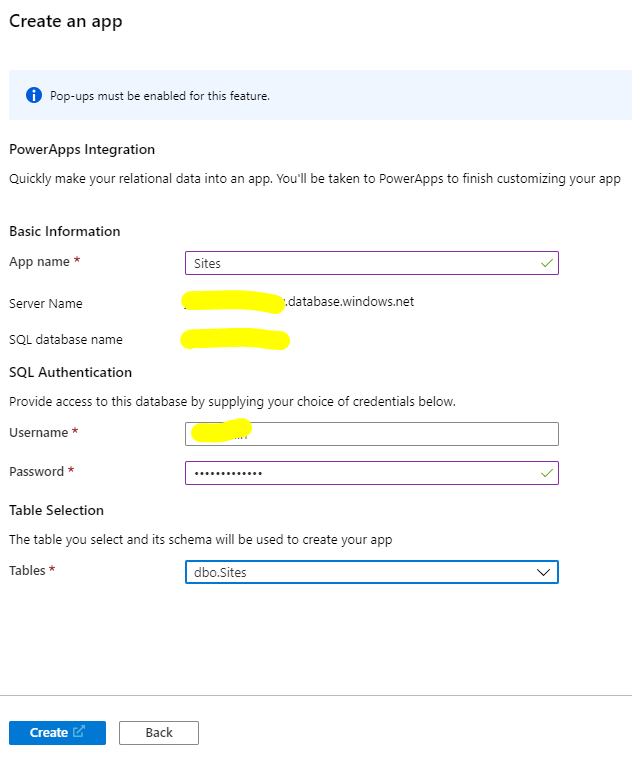 Create an app
Pop-ups must be enabled for this feature.
PowerApps Integration
Quickly make your relational data into an app. You'll be taken to PowerApps to finish customizing your app
Basic Information
App name * Sites
Server Name .database.windows.net
SQL database name
SQL Authentication
Provide access to this database by supplying your choice of credentials below.
Username *
Password * •••••••••••••
Table Selection
The table you select and its schema will be used to create your app
Tables * dbo.Sites
Create Back